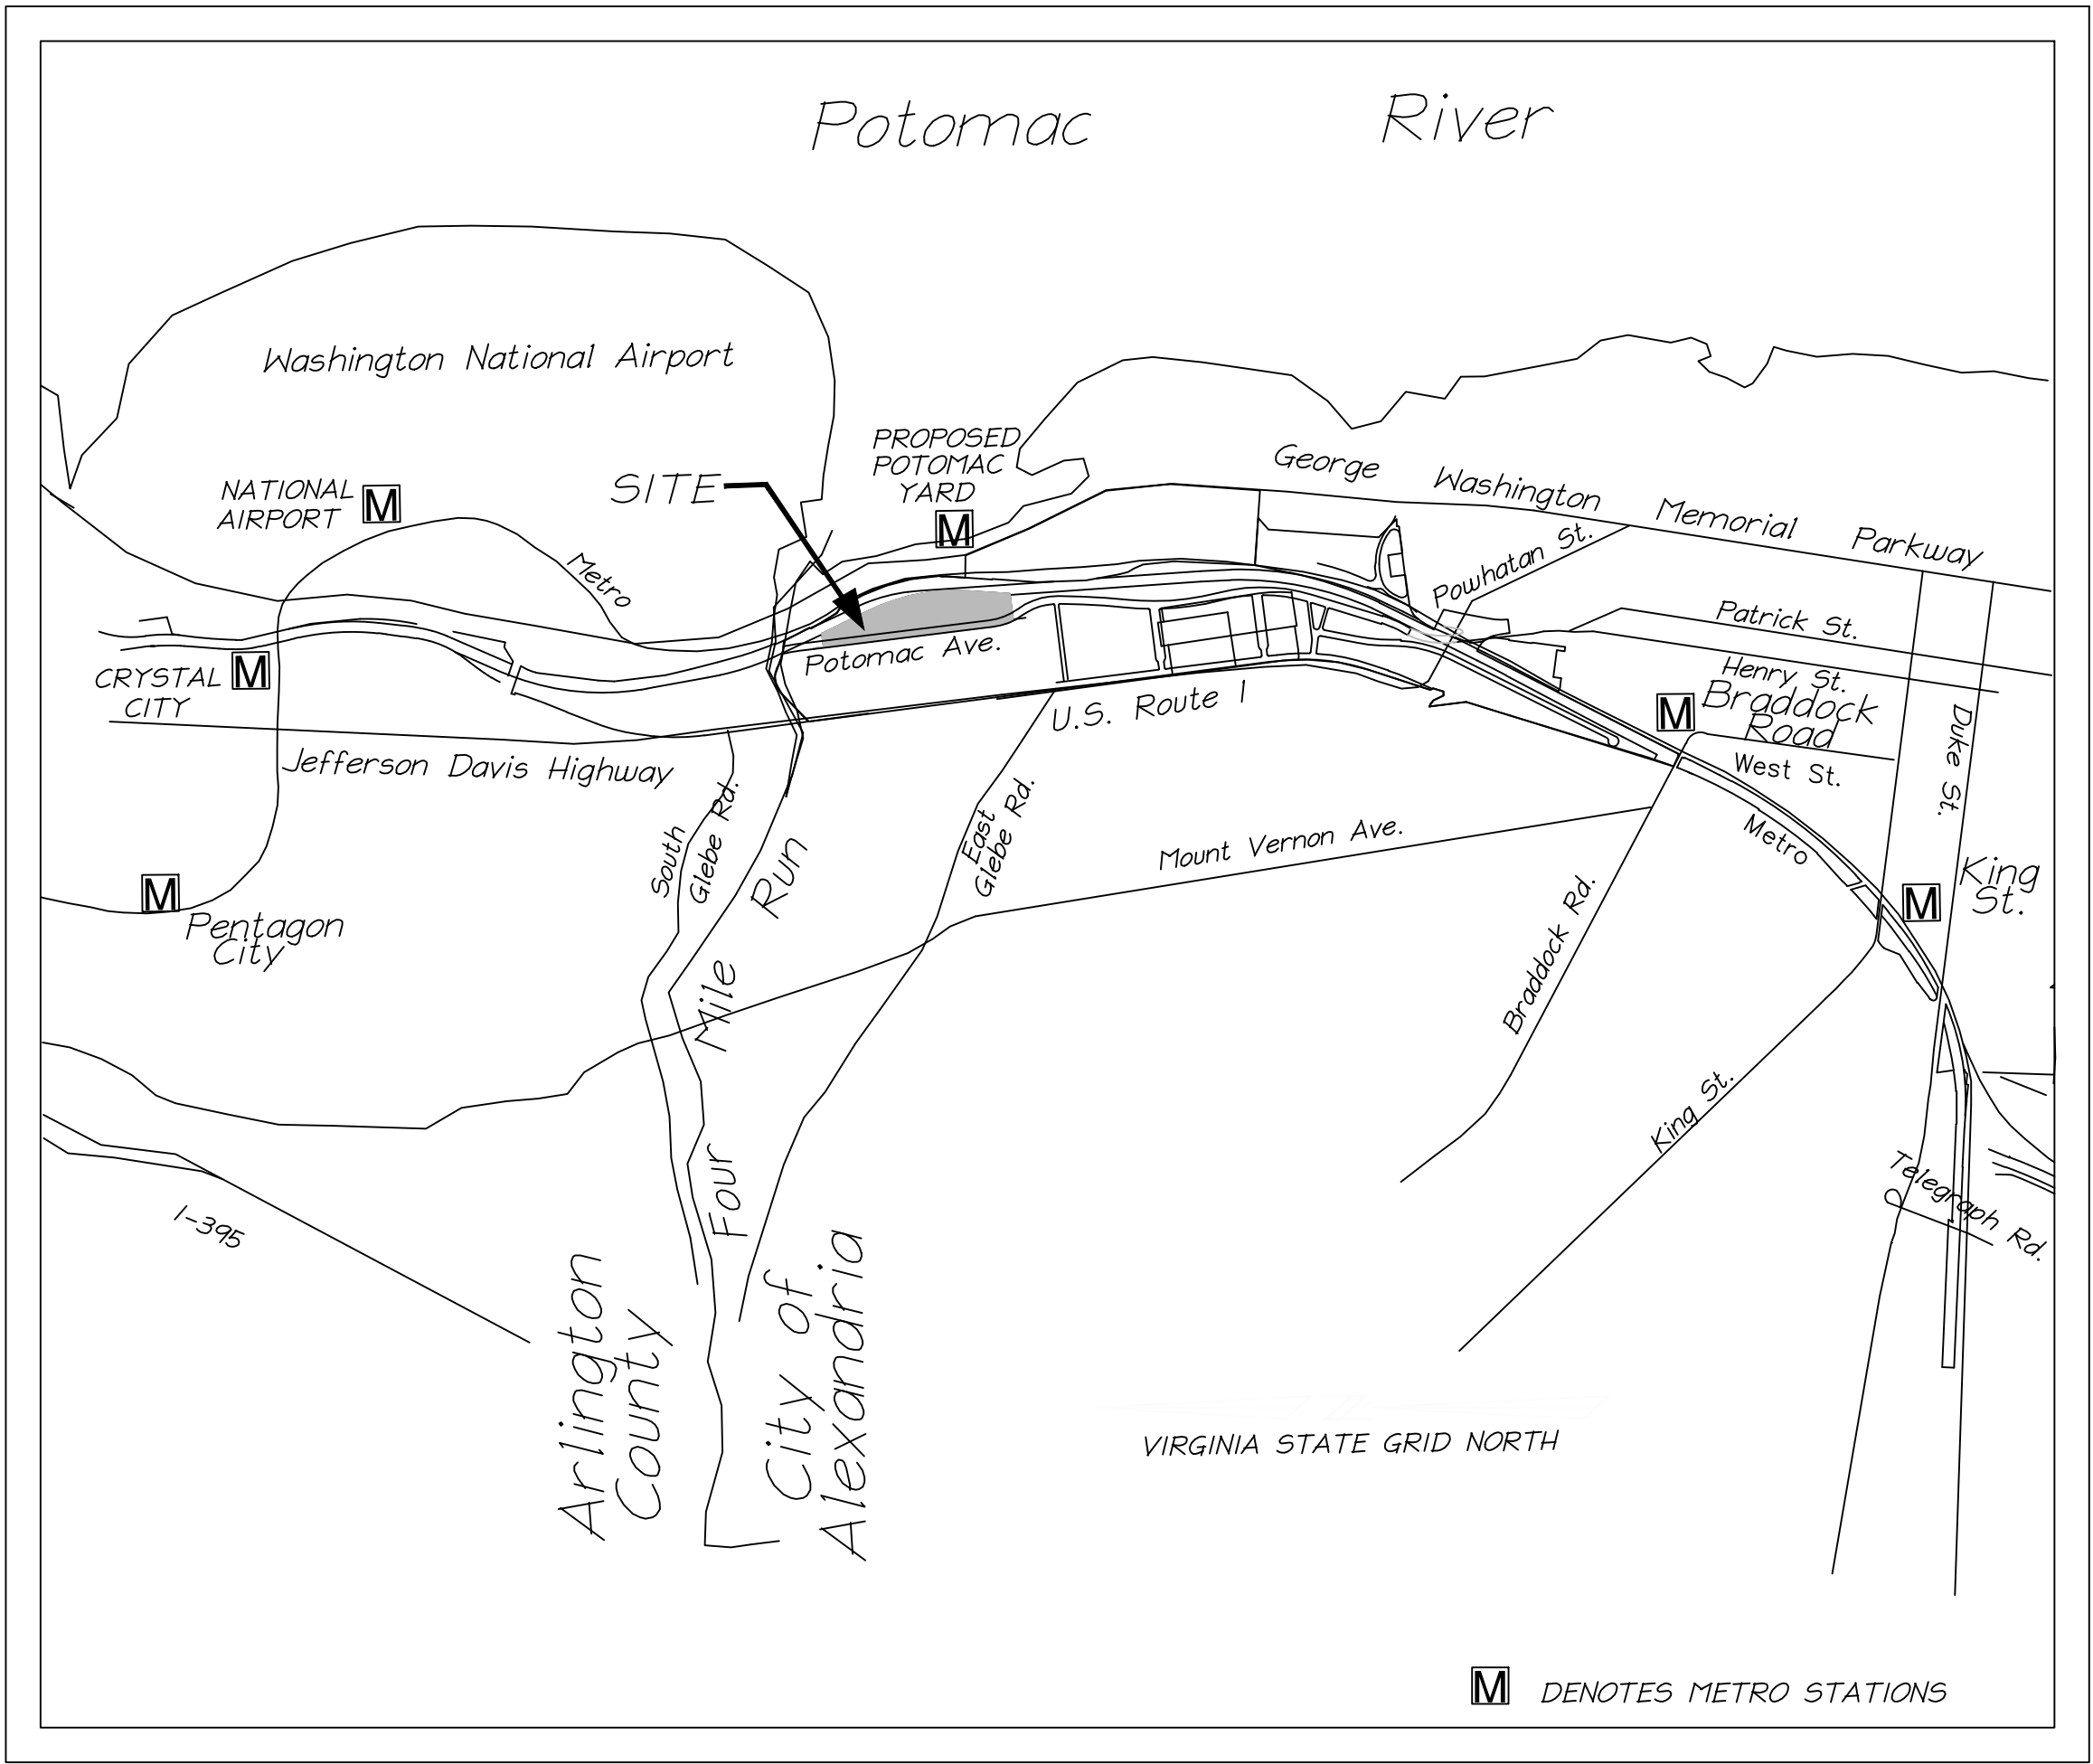 Potomac River
Washington National Airport
PROPOSED
POTOMAC
YARD
M
SITE
NATIONAL
AIRPORT
M
Metro
George Washington Memorial Parkway
Powhatan St.
Patrick St.
Henry St.
CRYSTAL
CITY
M
Potomac Ave.
U.S. Route 1
M
Braddock
Road
West St.
Duke St.
Jefferson Davis Highway
South
Glebe Rd.
East
Glebe Rd.
Mount Vernon Ave.
Metro
M
King
St.
M
Pentagon
City
Four Mile Run
Braddock Rd.
King St.
Telegraph Rd.
I-395
Arlington
County
City of
Alexandria
VIRGINIA STATE GRID NORTH
M DENOTES METRO STATIONS